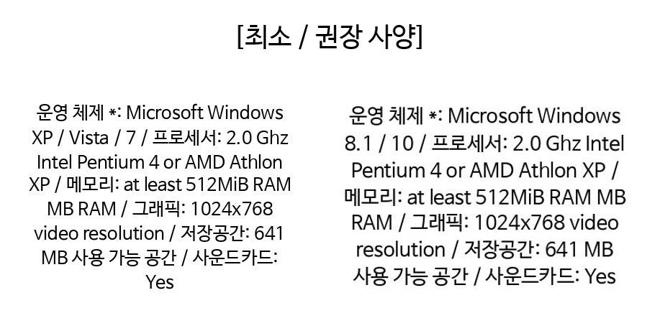 [최소 / 권장 사양]
운영 체제 *: Microsoft Windows
XP / Vista / 7 / 프로세서: 2.0 Ghz
Intel Pentium 4 or AMD Athlon
XP / 메모리: at least 512MiB RAM
MB RAM / 그래픽: 1024x768
video resolution / 저장공간: 641
MB 사용 가능 공간 / 사운드카드:
Yes
운영 체제 *: Microsoft Windows
8.1 / 10 / 프로세서: 2.0 Ghz Intel
Pentium 4 or AMD Athlon XP /
메모리: at least 512MiB RAM MB
RAM / 그래픽: 1024x768 video
resolution / 저장공간: 641 MB
사용 가능 공간 / 사운드카드: Yes